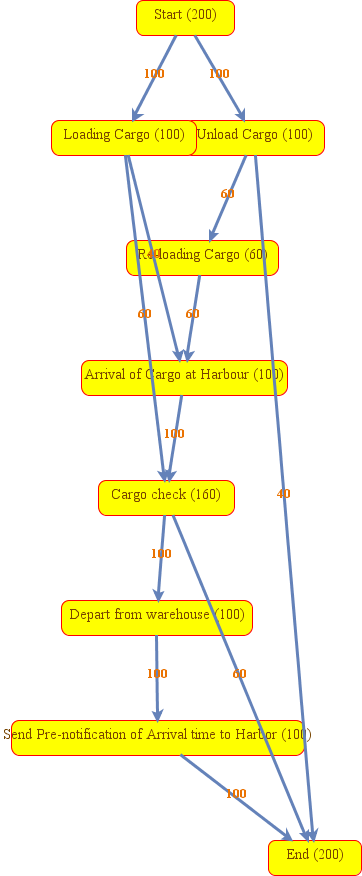 Start (200)
100
100
Loading Cargo (100)
Unload Cargo (100)
60
Reloading Cargo (60)
60
60
Arrival of Cargo at Harbour (100)
100
Cargo check (160)
40
100
Depart from warehouse (100)
100
60
Send Pre-notification of Arrival time to Harbor (100)
100
End (200)